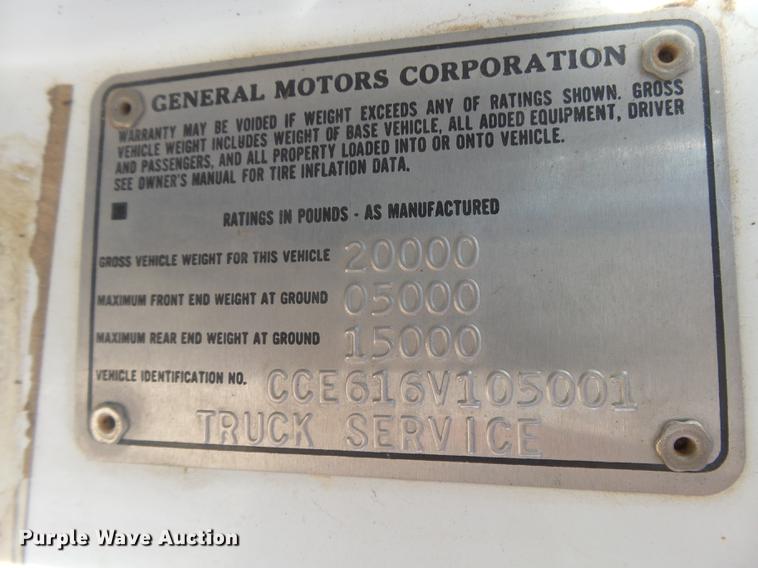 GENERAL MOTORS CORPORATION
WARRANTY MAY BE VOIDED IF WEIGHT EXCEEDS ANY OF RATINGS SHOWN. GROSS
VEHICLE WEIGHT INCLUDES WEIGHT OF BASE VEHICLE, ALL ADDED EQUIPMENT, DRIVER
AND PASSENGERS, AND ALL PROPERTY LOADED INTO OR ONTO VEHICLE.
SEE OWNER'S MANUAL FOR TIRE INFLATION DATA.
RATINGS IN POUNDS - AS MANUFACTURED
GROSS VEHICLE WEIGHT FOR THIS VEHICLE 20000
MAXIMUM FRONT END WEIGHT AT GROUND 05000
MAXIMUM REAR END WEIGHT AT GROUND 15000
VEHICLE IDENTIFICATION NO. CCE616V105001
TRUCK SERVICE
Purple Wave Auction